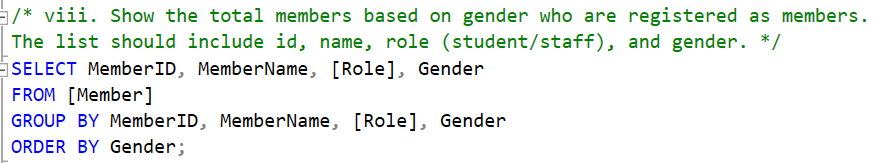 /* viii. Show the total members based on gender who are registered as members.
The list should include id, name, role (student/staff), and gender. */
SELECT MemberID, MemberName, [Role], Gender
FROM [Member]
GROUP BY MemberID, MemberName, [Role], Gender
ORDER BY Gender;